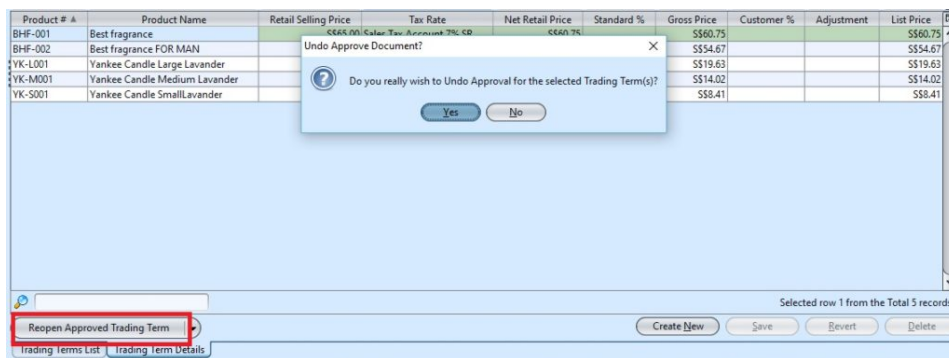 Product # Product Name Retail Selling Price Tax Rate Net Retail Price Standard % Gross Price Customer % Adjustment List Price
BHF-001 Best fragrance S$65.00 Sales Tax Account 7% SR S$60.75 S$60.75 S$60.75
Undo Approve Document?
BHF-002 Best fragrance FOR MAN S$54.67 S$54.67
YK-L001 Yankee Candle Large Lavander S$19.63 S$19.63
YK-M001 Yankee Candle Medium Lavander S$14.02 S$14.02
Do you really wish to Undo Approval for the selected Trading Term(s)?
YK-S001 Yankee Candle SmallLavander S$8.41 S$8.41
Yes No
Selected row 1 from the Total 5 records
Reopen Approved Trading Term Create New Save Revert Delete
Trading Terms List Trading Term Details